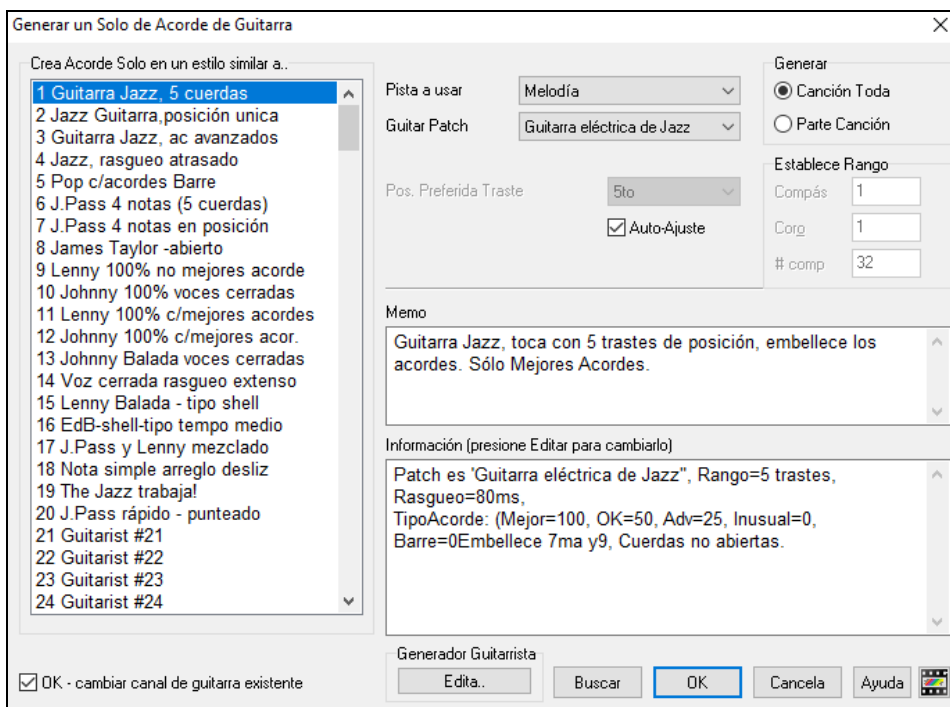 Generar un Solo de Acorde de Guitarra
Crea Acorde Solo en un estilo similar a..
1 Guitarra Jazz, 5 cuerdas
2 Jazz Guitarra,posición unica
3 Guitarra Jazz, ac avanzados
4 Jazz, rasgueo atrasado
5 Pop c/acordes Barre
6 J.Pass 4 notas (5 cuerdas)
7 J.Pass 4 notas en posición
8 James Taylor -abierto
9 Lenny 100% no mejores acorde
10 Johnny 100% voces cerradas
11 Lenny 100% c/mejores acordes
12 Johnny 100% c/mejores acor.
13 Johnny Balada voces cerradas
14 Voz cerrada rasgueo extenso
15 Lenny Balada - tipo shell
16 EdB-shell-tipo tempo medio
17 J.Pass y Lenny mezclado
18 Nota simple arreglo desliz
19 The Jazz trabaja!
20 J.Pass rápido - punteado
21 Guitarist #21
22 Guitarist #22
23 Guitarist #23
24 Guitarist #24
OK - cambiar canal de guitarra existente
Pista a usar
Melodía
Guitar Patch
Guitarra eléctrica de Jazz
Pos. Preferida Traste
5to
Auto-Ajuste
Generar
Canción Toda
Parte Canción
Establece Rango
Compás
1
Coro
1
# comp
32
Memo
Guitarra Jazz, toca con 5 trastes de posición, embellece los
acordes. Sólo Mejores Acordes.
Información (presione Editar para cambiarlo)
Patch es 'Guitarra eléctrica de Jazz", Rango=5 trastes,
Rasgueo=80ms,
TipoAcorde: (Mejor=100, OK=50, Adv=25, Inusual=0,
Barre=0Embellece 7ma y9, Cuerdas no abiertas.
Generador Guitarrista
Edita..
Buscar
OK
Cancela
Ayuda